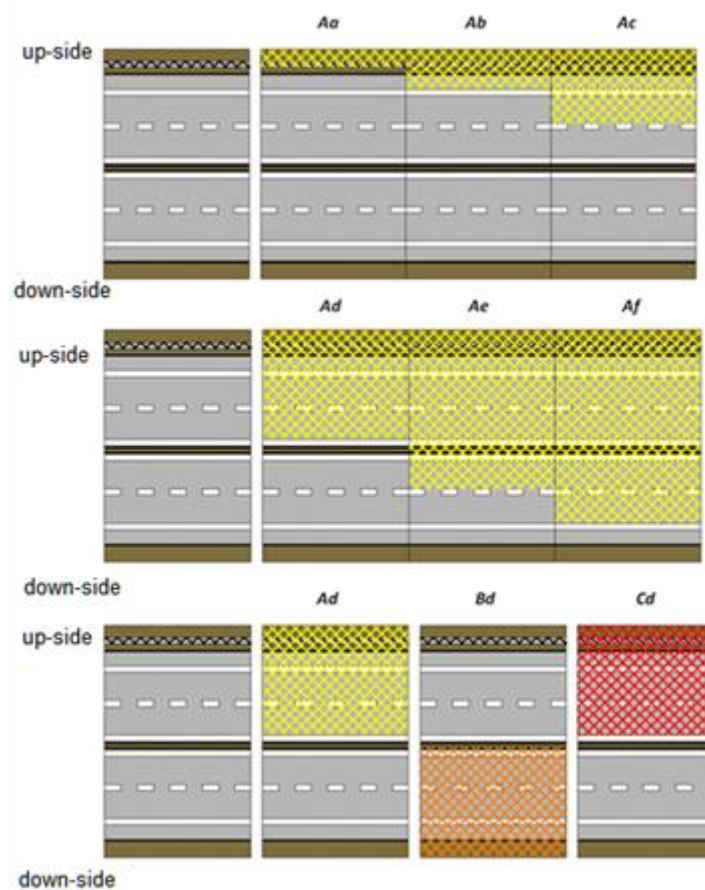 Aa Ab Ac
up-side
down-side
Ad Ae Af
up-side
down-side
Ad Bd Cd
up-side
down-side